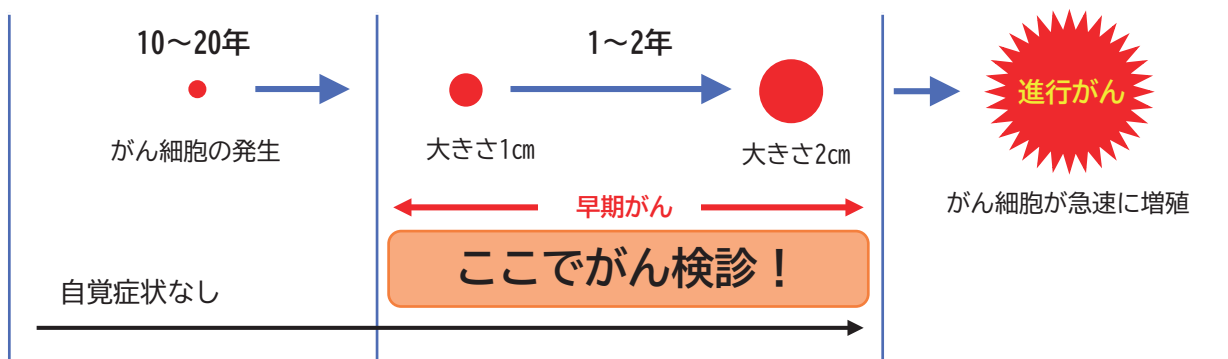 10～20年
がん細胞の発生
1～2年
大きさ1㎝
大きさ2㎝
早期がん
ここでがん検診！
自覚症状なし
進行がん
がん細胞が急速に増殖